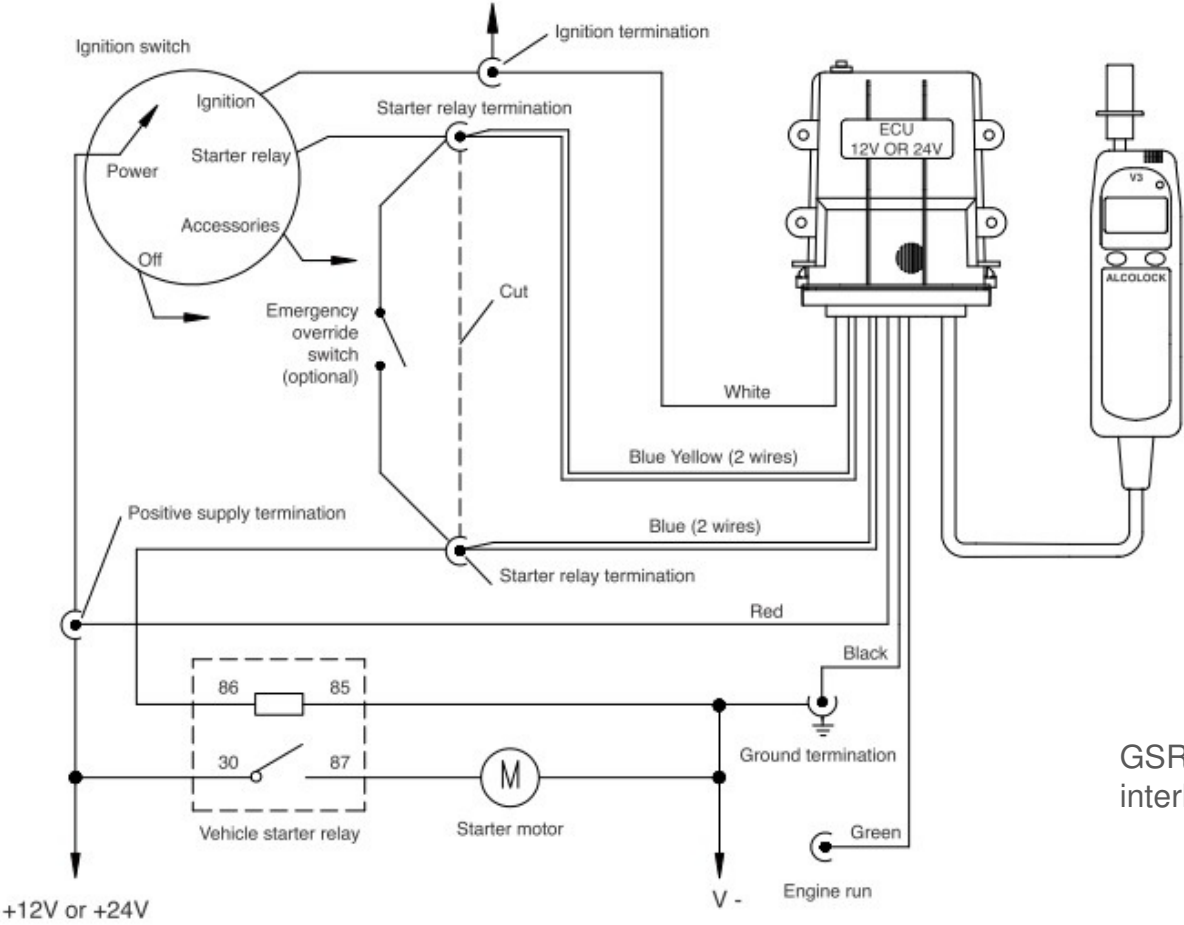 Ignition termination
Ignition switch
Ignition
Starter relay termination
ECU
12V OR 24V
Starter relay
Power
V3
Accessories
Off
ALCOLOCK
Cut
Emergency
override
switch
(optional)
White
Blue Yellow (2 wires)
Positive supply termination
Blue (2 wires)
Starter relay termination
Red
Black
86
85
Ground termination
GSR
inter
30
87
M
Vehicle starter relay
Starter motor
Green
Engine run
V -
+12V or +24V